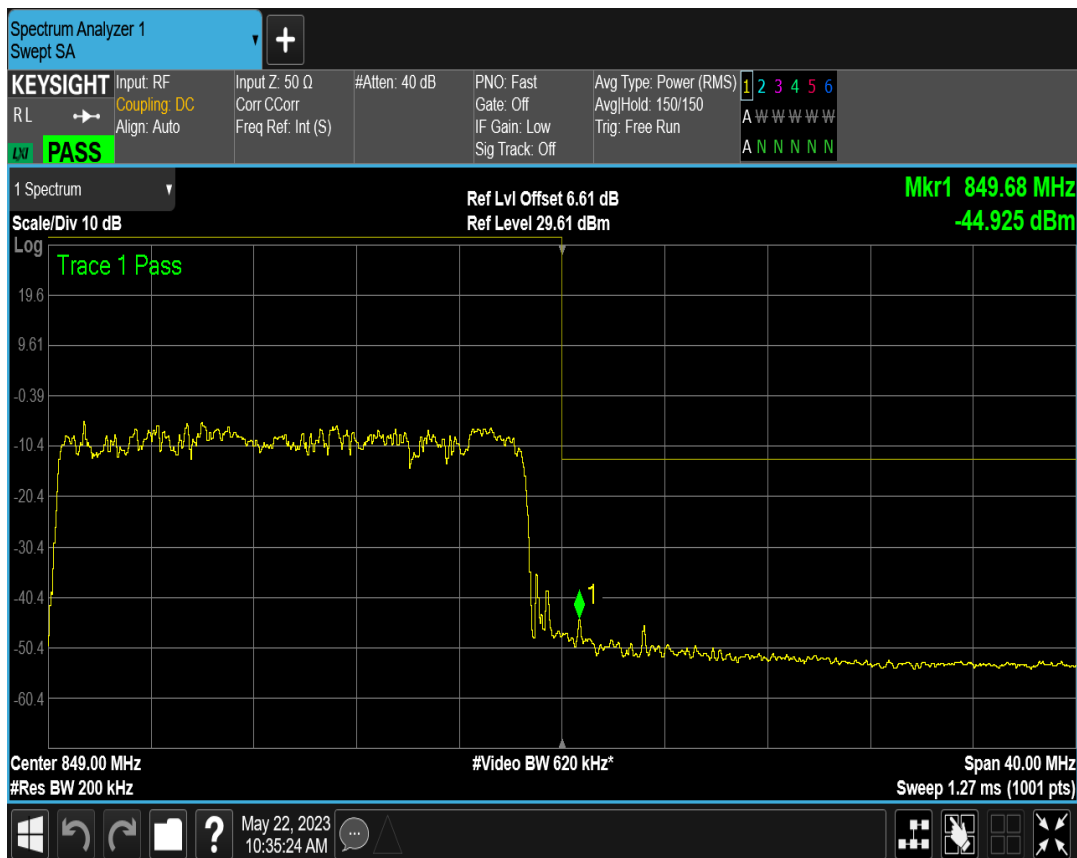 Spectrum Analyzer 1
Swept SA
+
KEYSIGHT
R L
LXI
PASS
Input: RF
Coupling: DC
Align: Auto
Input Z: 50 Ω
Corr CCorr
Freq Ref: Int (S)
#Atten: 40 dB
PNO: Fast
Gate: Off
IF Gain: Low
Sig Track: Off
Avg Type: Power (RMS)
Avg|Hold: 150/150
Trig: Free Run
1 2 3 4 5 6
A W W W W W
A N N N N N
1 Spectrum
Scale/Div 10 dB
Ref Lvl Offset 6.61 dB
Ref Level 29.61 dBm
Mkr1 849.68 MHz
-44.925 dBm
Log
Trace 1 Pass
19.6
9.61
-0.39
-10.4
-20.4
-30.4
-40.4
-50.4
-60.4
1
Center 849.00 MHz
#Res BW 200 kHz
#Video BW 620 kHz*
Span 40.00 MHz
Sweep 1.27 ms (1001 pts)
?
May 22, 2023
10:35:24 AM
...